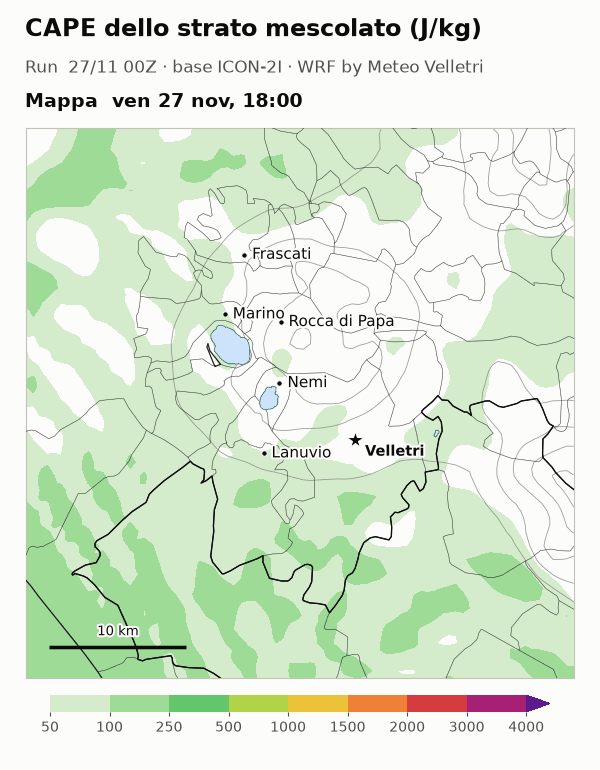 CAPE dello strato mescolato (J/kg)
Run  27/11 00Z · base ICON-2I · WRF by Meteo Velletri
Mappa  ven 27 nov, 18:00
Frascati
Marino
Rocca di Papa
Nemi
Velletri
Lanuvio
10 km
50 100 250 500 1000 1500 2000 3000 4000